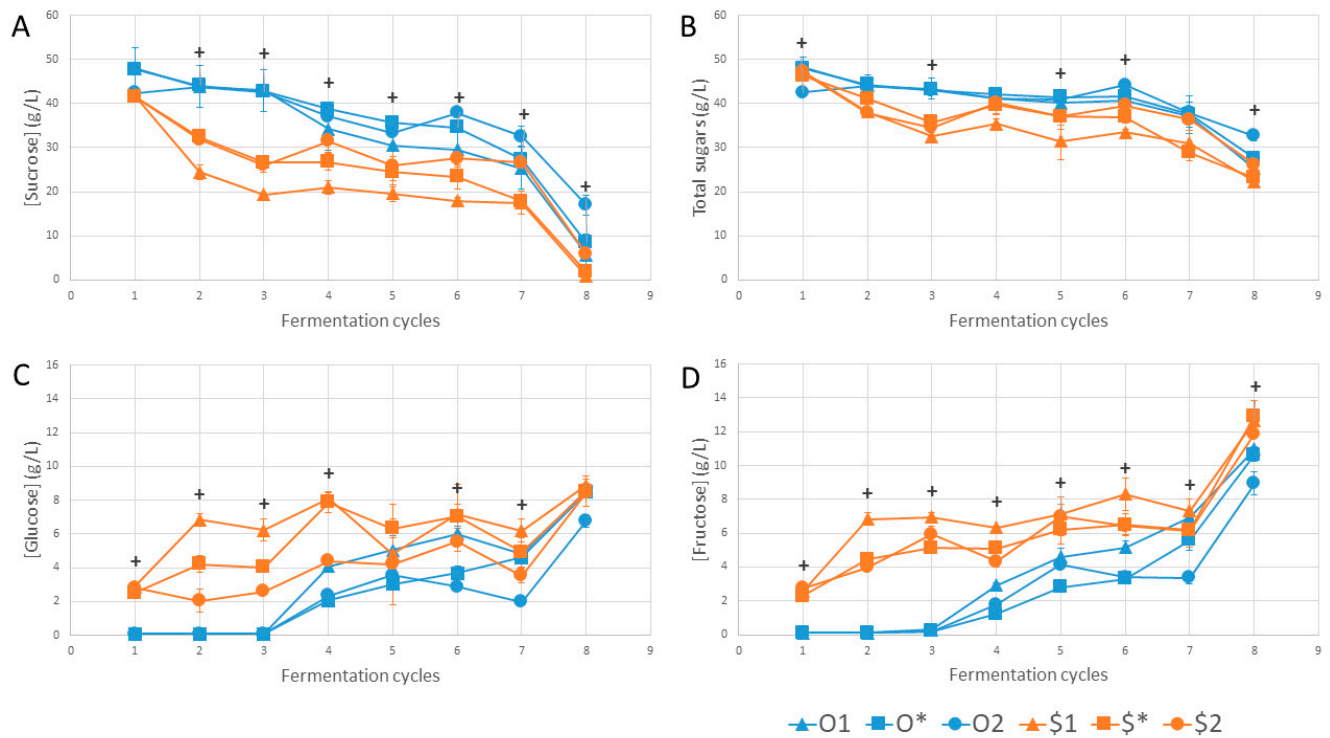 A
[Sucrose] (g/L)
60
50
40
30
20
10
0
+ + + + + + +
0 1 2 3 4 5 6 7 8 9
Fermentation cycles
B
Total sugars (g/L)
60
50
40
30
20
10
0
+ + + + +
0 1 2 3 4 5 6 7 8 9
Fermentation cycles
C
[Glucose] (g/L)
16
14
12
10
8
6
4
2
0
+ + + + + +
0 1 2 3 4 5 6 7 8 9
Fermentation cycles
D
[Fructose] (g/L)
16
14
12
10
8
6
4
2
0
+ + + + + + + +
0 1 2 3 4 5 6 7 8 9
Fermentation cycles
O1 O* O2 $1 $* $2